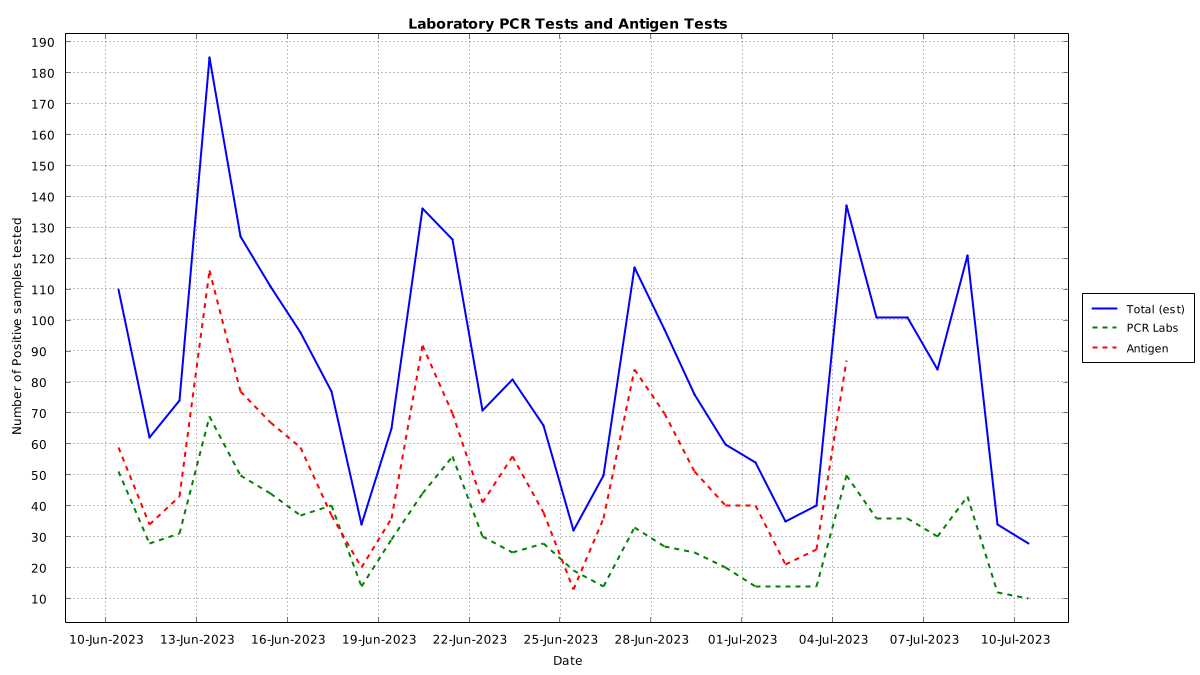 Laboratory PCR Tests and Antigen Tests
Number of Positive samples tested
190
180
170
160
150
140
130
120
110
100
90
80
70
60
50
40
30
20
10
10-Jun-2023 13-Jun-2023 16-Jun-2023 19-Jun-2023 22-Jun-2023 25-Jun-2023 28-Jun-2023 01-Jul-2023 04-Jul-2023 07-Jul-2023 10-Jul-2023
Date
Total (est)
PCR Labs
Antigen